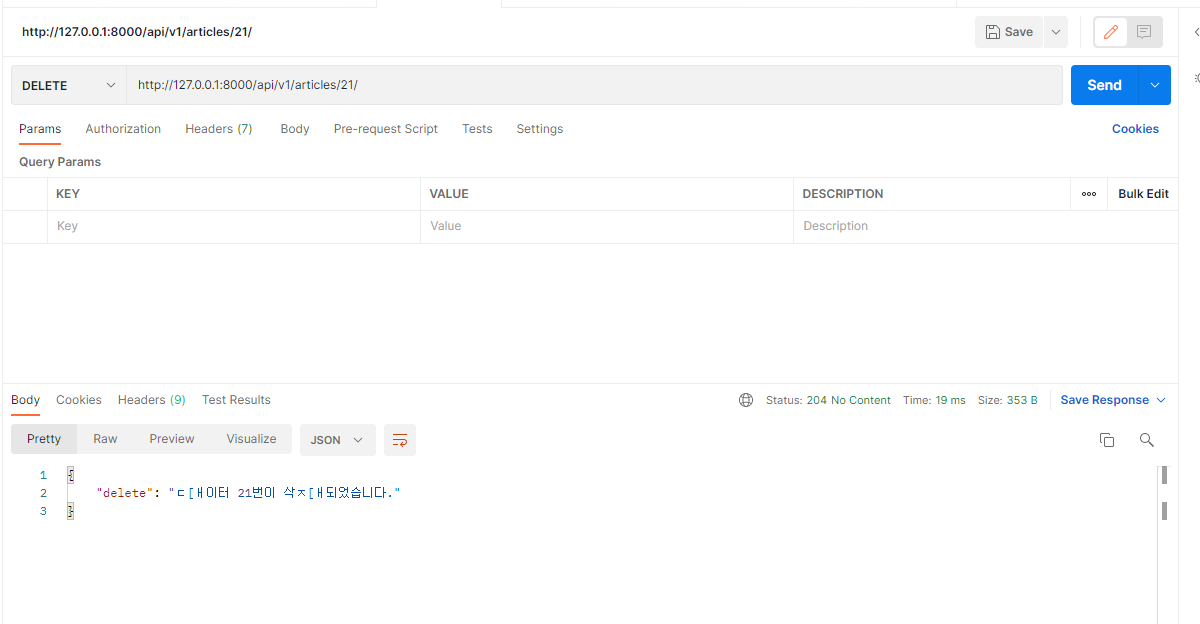 http://127.0.0.1:8000/api/v1/articles/21/
Save
DELETE
http://127.0.0.1:8000/api/v1/articles/21/
Send
Params Authorization Headers (7) Body Pre-request Script Tests Settings Cookies
Query Params
KEY VALUE DESCRIPTION Bulk Edit
Key Value Description
Body Cookies Headers (9) Test Results Status: 204 No Content Time: 19 ms Size: 353 B Save Response
Pretty Raw Preview Visualize JSON
1 {
2 "delete": "ㄷ[ㅐ이터 21번이 삭ㅈ[ㅐ되었습니다."
3 }